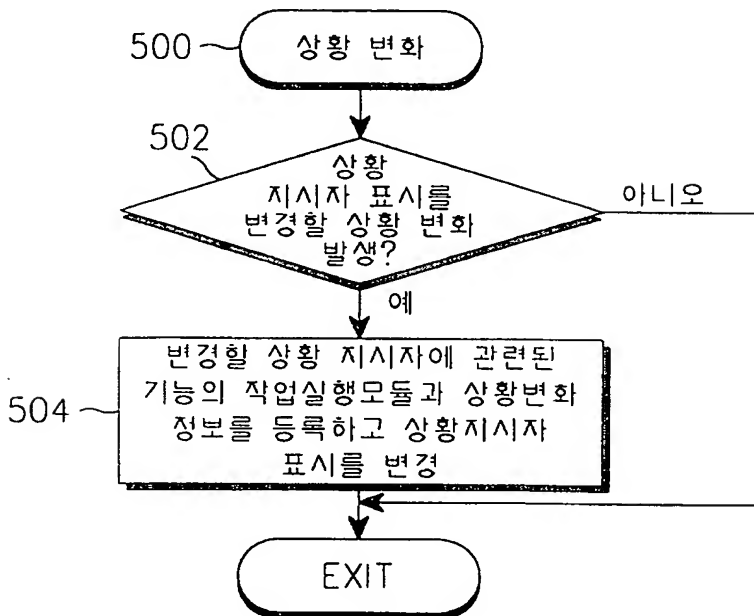 500
상황 변화
502
상황
지시자 표시를
변경할 상황 변화
발생?
아니오
예
504
변경할 상황 지시자에 관련된
기능의 작업실행모듈과 상황변화
정보를 등록하고 상황지시자
표시를 변경
EXIT